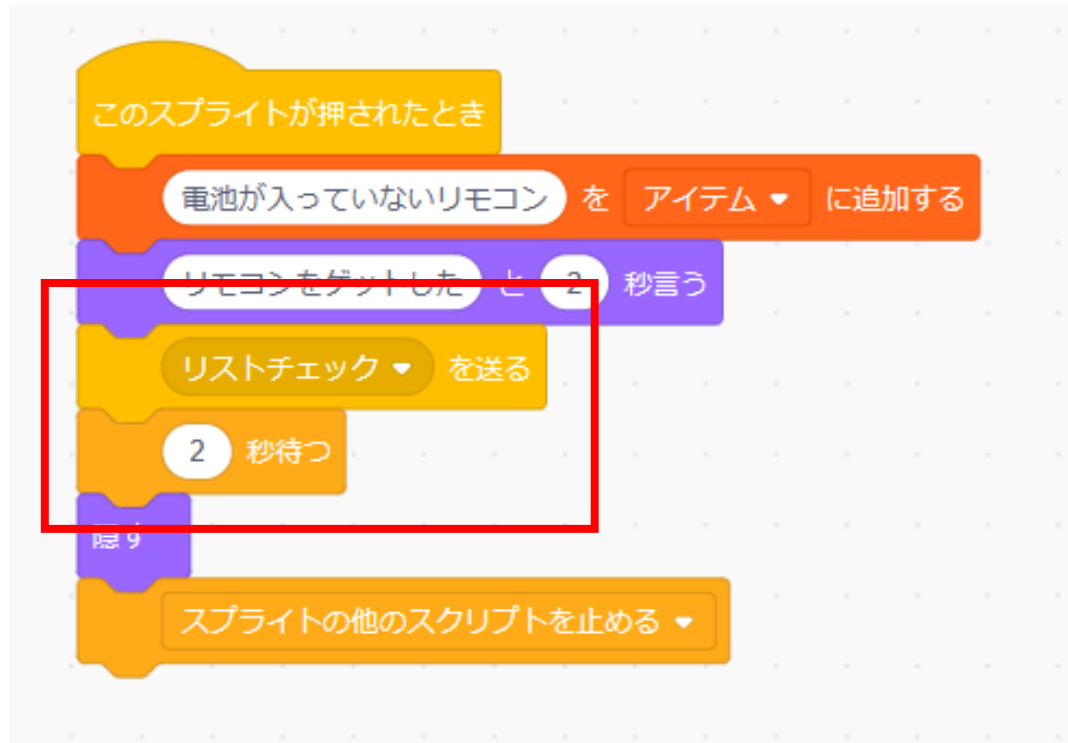 このスプライトが押されたとき
電池が入っていないリモコン を アイテム に追加する
リモコンをゲットした と 2 秒言う
リストチェック を送る
2 秒待つ
隠す
スプライトの他のスクリプトを止める